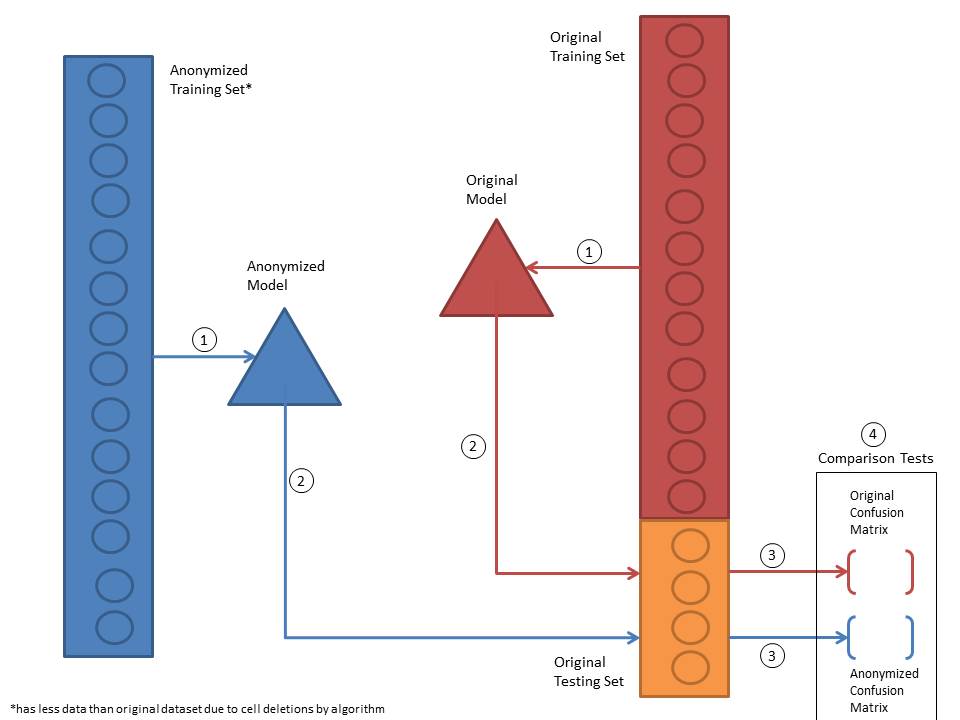 Original
Training Set
Anonymized
Training Set*
Original
Model
1
Anonymized
Model
1
2
2
4
Comparison Tests
Original
Confusion
Matrix
3
3
Original
Testing Set
Anonymized
Confusion
Matrix
*has less data than original dataset due to cell deletions by algorithm